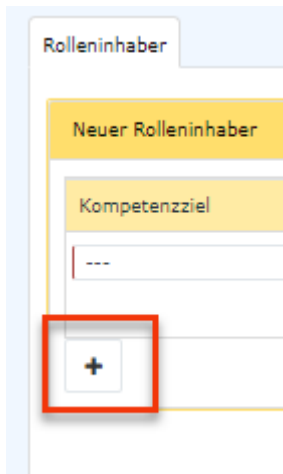 Rolleninhaber
Neuer Rolleninhaber
Kompetenzziel
---
+